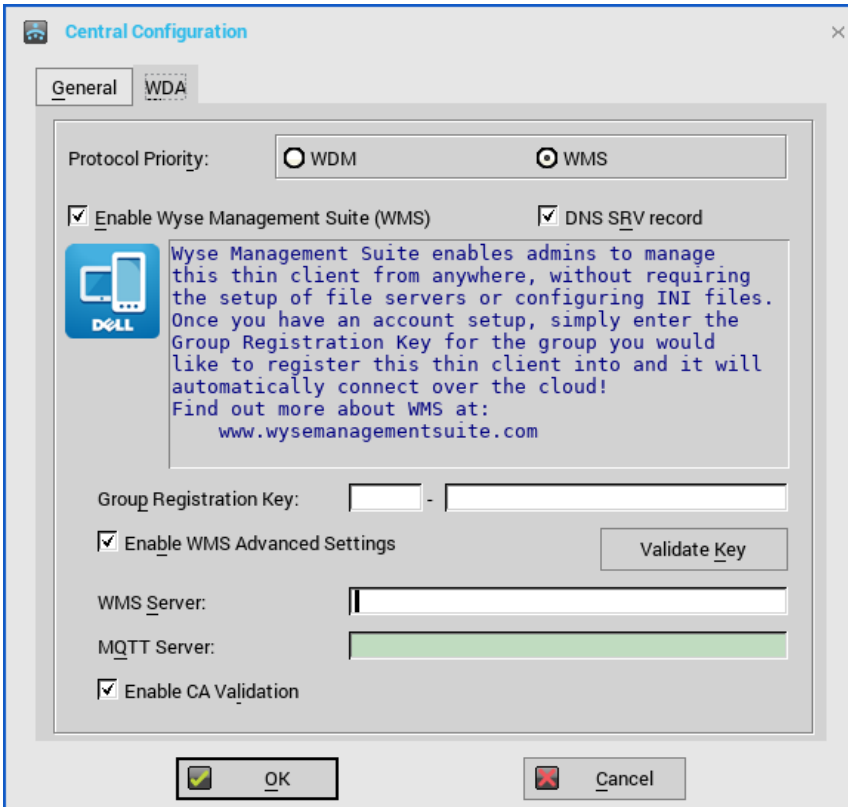 Central Configuration
General WDA
Protocol Priority: WDM WMS
Enable Wyse Management Suite (WMS) DNS SRV record
Wyse Management Suite enables admins to manage
this thin client from anywhere, without requiring
the setup of file servers or configuring INI files.
Once you have an account setup, simply enter the
Group Registration Key for the group you would
like to register this thin client into and it will
automatically connect over the cloud!
Find out more about WMS at:
www.wysemanagementsuite.com
DELL
Group Registration Key: -
Enable WMS Advanced Settings Validate Key
WMS Server:
MQTT Server:
Enable CA Validation
OK Cancel